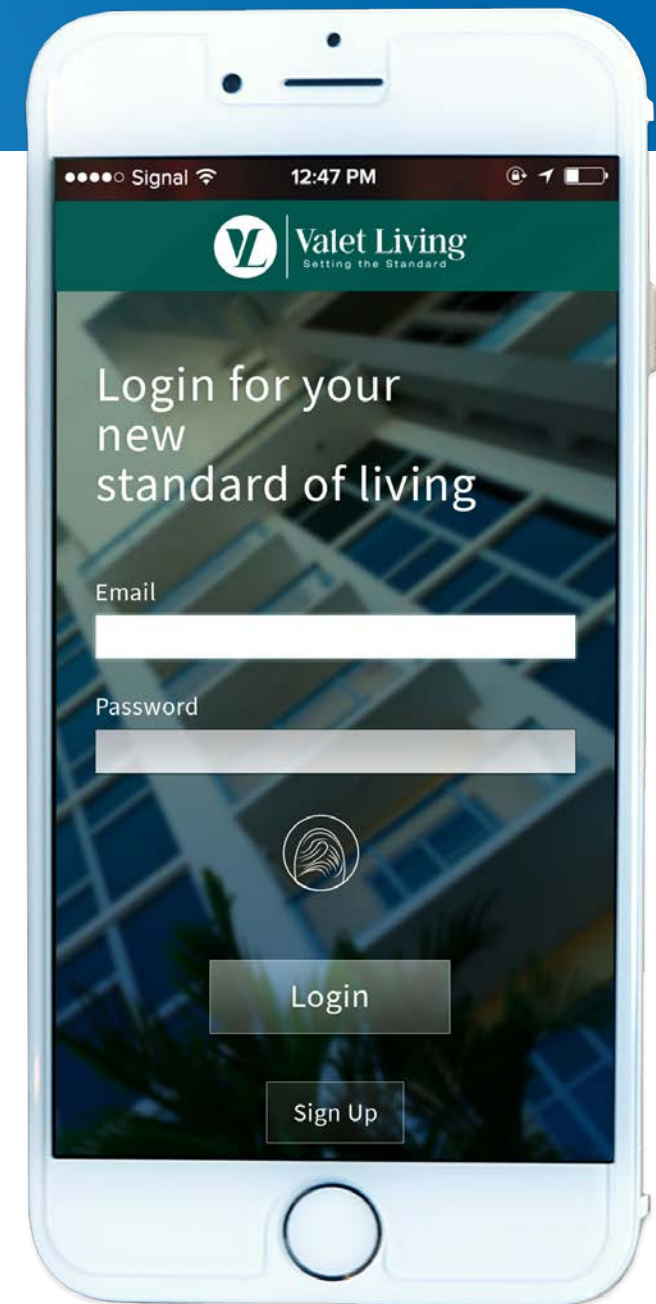 Signal 12:47 PM
VL Valet Living
Setting the Standard
Login for your
new
standard of living
Email
Password
Login
Sign Up